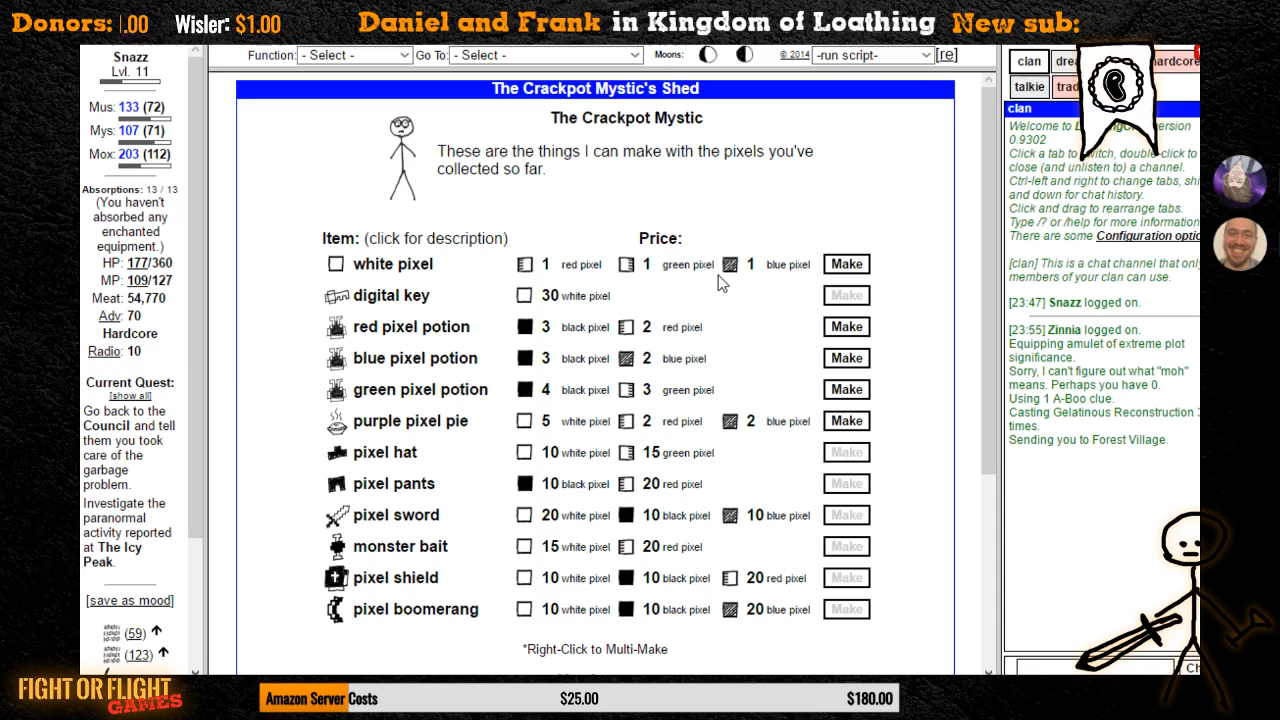 Donors: .00 Wisler: $1.00 Daniel and Frank in Kingdom of Loathing New sub:
Snazz
Lvl. 11
Mus: 133 (72)
Mys: 107 (71)
Mox: 203 (112)
Absorptions: 13 / 13
(You haven't
absorbed any
enchanted
equipment.)
HP: 177/360
MP: 109/127
Meat: 54,770
Adv: 70
Hardcore
Radio: 10
Current Quest:
[show all]
Go back to the
Council and tell
them you took
care of the
garbage
problem.
Investigate the
paranormal
activity reported
at The Icy
Peak.
[save as mood]
(59)
(123)
Function: - Select - Go To: - Select - Moons: © 2014 -run script- [re]
The Crackpot Mystic's Shed
The Crackpot Mystic
These are the things I can make with the pixels you've
collected so far.
Item: (click for description) Price:
white pixel 1 red pixel 1 green pixel 1 blue pixel Make
digital key 30 white pixel Make
red pixel potion 3 black pixel 2 red pixel Make
blue pixel potion 3 black pixel 2 blue pixel Make
green pixel potion 4 black pixel 3 green pixel Make
purple pixel pie 5 white pixel 2 red pixel 2 blue pixel Make
pixel hat 10 white pixel 15 green pixel Make
pixel pants 10 black pixel 20 red pixel Make
pixel sword 20 white pixel 10 black pixel 10 blue pixel Make
monster bait 15 white pixel 20 red pixel Make
pixel shield 10 white pixel 10 black pixel 20 red pixel Make
pixel boomerang 10 white pixel 10 black pixel 20 blue pixel Make
*Right-Click to Multi-Make
clan
talkie
clan
Welcome to version
0.9302
Click a tab to double-click to
close (and unlisten to) a channel.
Ctrl-left and right to change tabs,
and down for chat history.
Click and drag to rearrange tabs.
Type /? or /help for more information
There are some Configuration
[clan] This is a chat channel that
members of your clan can use.
[23:47] Snazz logged on.
[23:55] Zinnia logged on.
Equipping amulet of extreme plot
significance.
Sorry, I can't figure out what "moh"
means. Perhaps you have 0.
Using 1 A-Boo clue.
Casting Gelatinous Reconstruction
times.
Sending you to Forest Village.
FIGHT OR FLIGHT
GAMES
Amazon Server Costs $25.00 $180.00